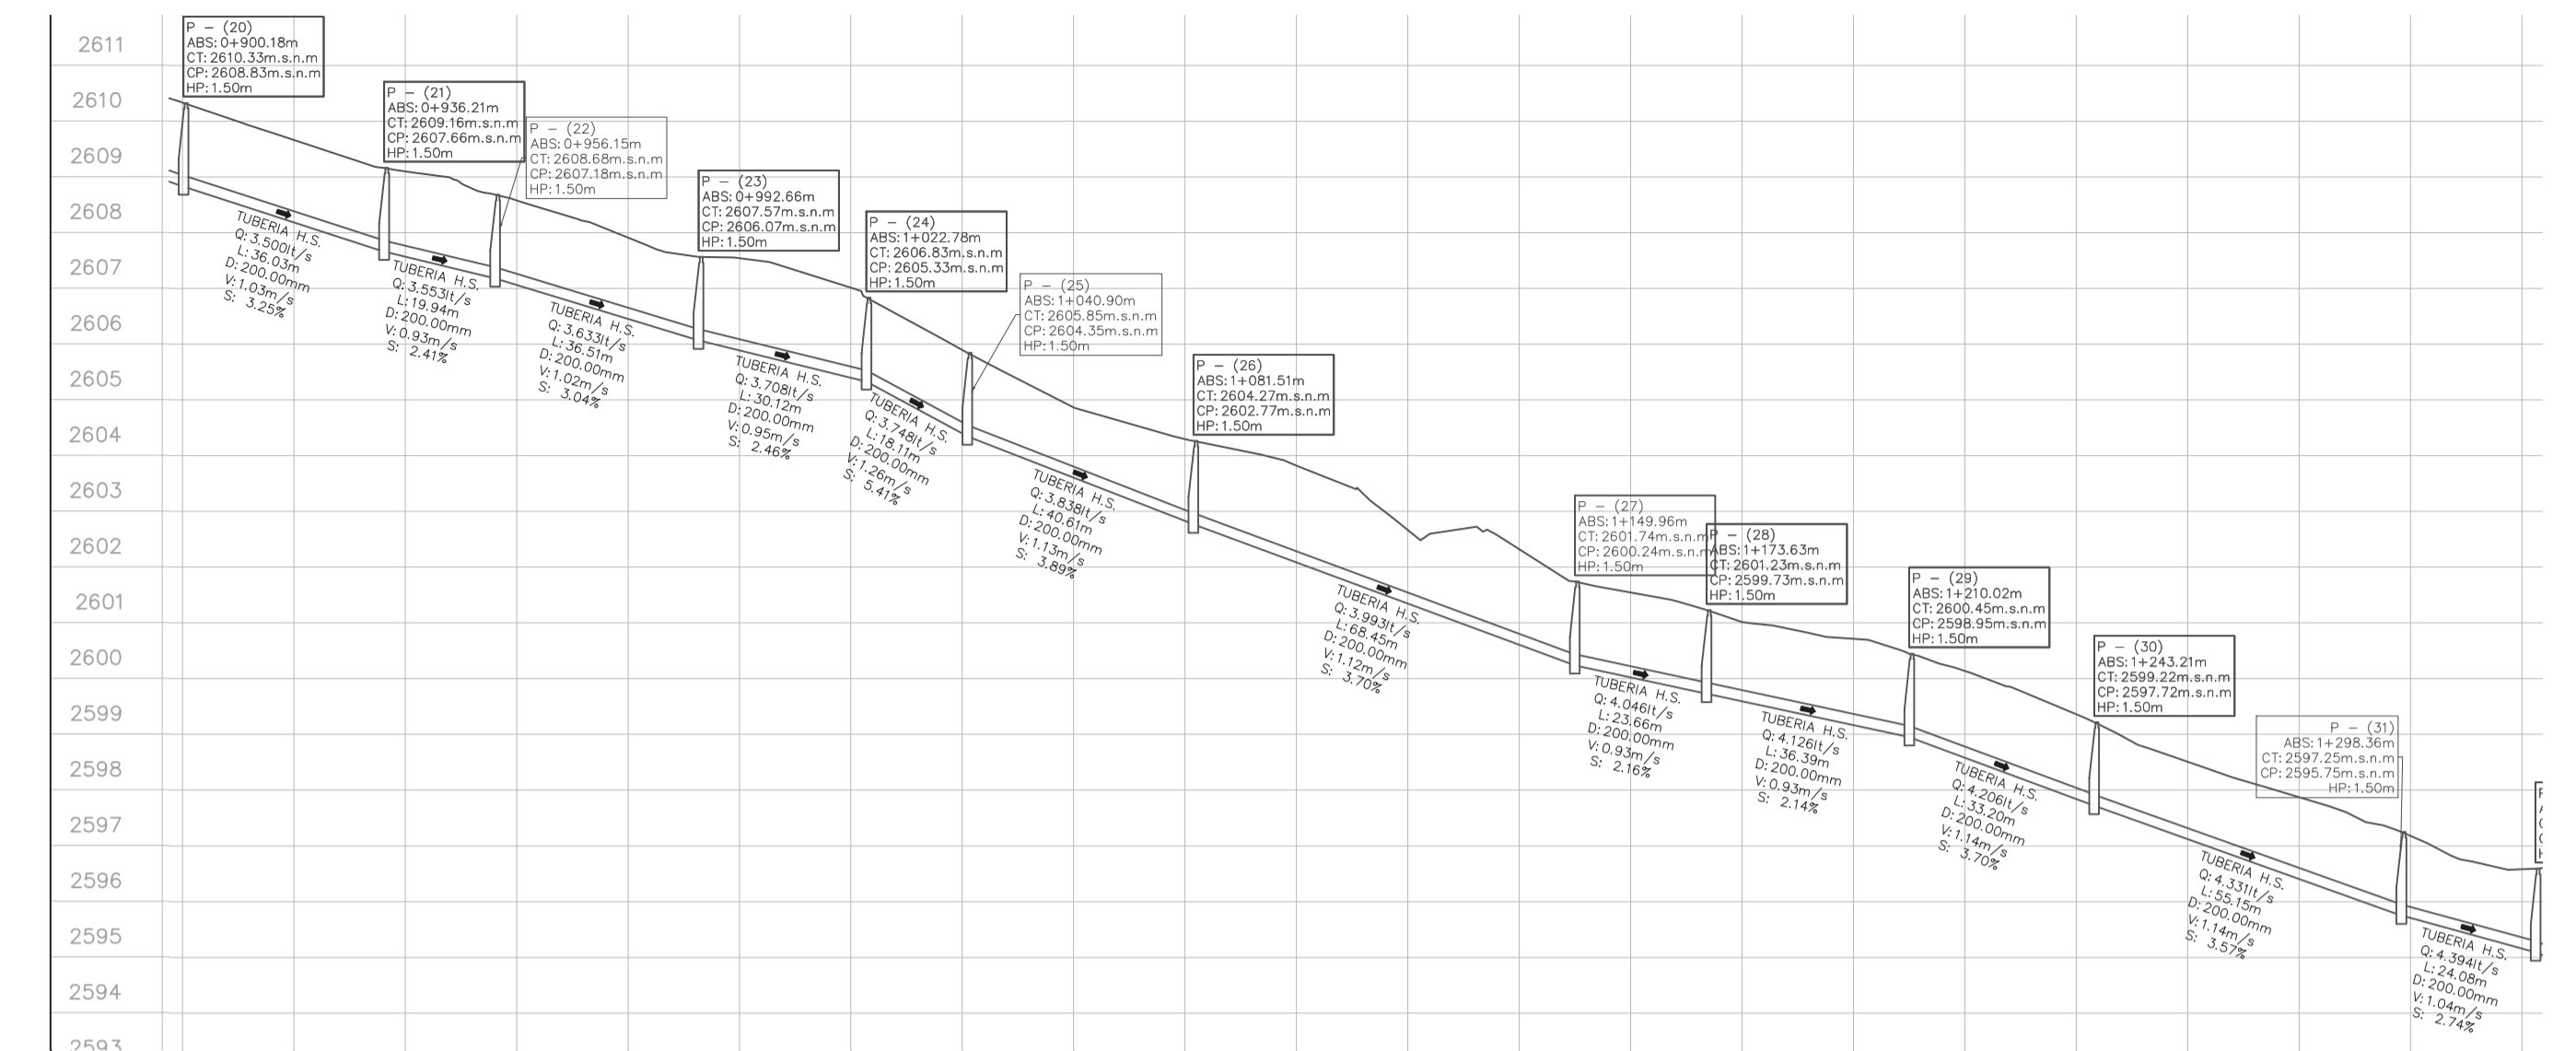 2611
2610
2609
2608
2607
2606
2605
2604
2603
2602
2601
2600
2599
2598
2597
2596
2595
2594
2593
P - (20)
ABS: 0+900.18m
CT: 2610.33m.s.n.m
CP: 2608.83m.s.n.m
HP: 1.50m
P - (21)
ABS: 0+936.21m
CT: 2609.16m.s.n.m
CP: 2607.66m.s.n.m
HP: 1.50m
P - (22)
ABS: 0+956.15m
CT: 2608.68m.s.n.m
CP: 2607.18m.s.n.m
HP: 1.50m
P - (23)
ABS: 0+992.66m
CT: 2607.57m.s.n.m
CP: 2606.07m.s.n.m
HP: 1.50m
P - (24)
ABS: 1+022.78m
CT: 2606.83m.s.n.m
CP: 2605.33m.s.n.m
HP: 1.50m
P - (25)
ABS: 1+040.90m
CT: 2605.85m.s.n.m
CP: 2604.35m.s.n.m
HP: 1.50m
P - (26)
ABS: 1+081.51m
CT: 2604.27m.s.n.m
CP: 2602.77m.s.n.m
HP: 1.50m
P - (27)
ABS: 1+149.96m
CT: 2601.74m.s.n.m
CP: 2600.24m.s.n.m
HP: 1.50m
P - (28)
ABS: 1+173.63m
CT: 2601.23m.s.n.m
CP: 2599.73m.s.n.m
HP: 1.50m
P - (29)
ABS: 1+210.02m
CT: 2600.45m.s.n.m
CP: 2598.95m.s.n.m
HP: 1.50m
P - (30)
ABS: 1+243.21m
CT: 2599.22m.s.n.m
CP: 2597.72m.s.n.m
HP: 1.50m
P - (31)
ABS: 1+298.36m
CT: 2597.25m.s.n.m
CP: 2595.75m.s.n.m
HP: 1.50m
TUBERIA H.S.
Q: 3.500lt/s
L: 36.03m
D: 200.00mm
V: 1.03m/s
S: 3.25%
TUBERIA H.S.
Q: 3.553lt/s
L: 19.94m
D: 200.00mm
V: 0.93m/s
S: 2.41%
TUBERIA H.S.
Q: 3.633lt/s
L: 36.51m
D: 200.00mm
V: 1.02m/s
S: 3.04%
TUBERIA H.S.
Q: 3.708lt/s
L: 30.12m
D: 200.00mm
V: 0.95m/s
S: 2.46%
TUBERIA H.S.
Q: 3.748lt/s
L: 18.11m
D: 200.00mm
V: 1.26m/s
S: 5.41%
TUBERIA H.S.
Q: 3.838lt/s
L: 40.61m
D: 200.00mm
V: 1.13m/s
S: 3.89%
TUBERIA H.S.
Q: 3.993lt/s
L: 68.45m
D: 200.00mm
V: 1.12m/s
S: 3.70%
TUBERIA H.S.
Q: 4.046lt/s
L: 23.66m
D: 200.00mm
V: 0.93m/s
S: 2.16%
TUBERIA H.S.
Q: 4.126lt/s
L: 36.39m
D: 200.00mm
V: 0.93m/s
S: 2.14%
TUBERIA H.S.
Q: 4.206lt/s
L: 33.20m
D: 200.00mm
V: 1.14m/s
S: 3.70%
TUBERIA H.S.
Q: 4.331lt/s
L: 55.15m
D: 200.00mm
V: 1.14m/s
S: 3.57%
TUBERIA H.S.
Q: 4.394lt/s
L: 24.08m
D: 200.00mm
V: 1.04m/s
S: 2.74%